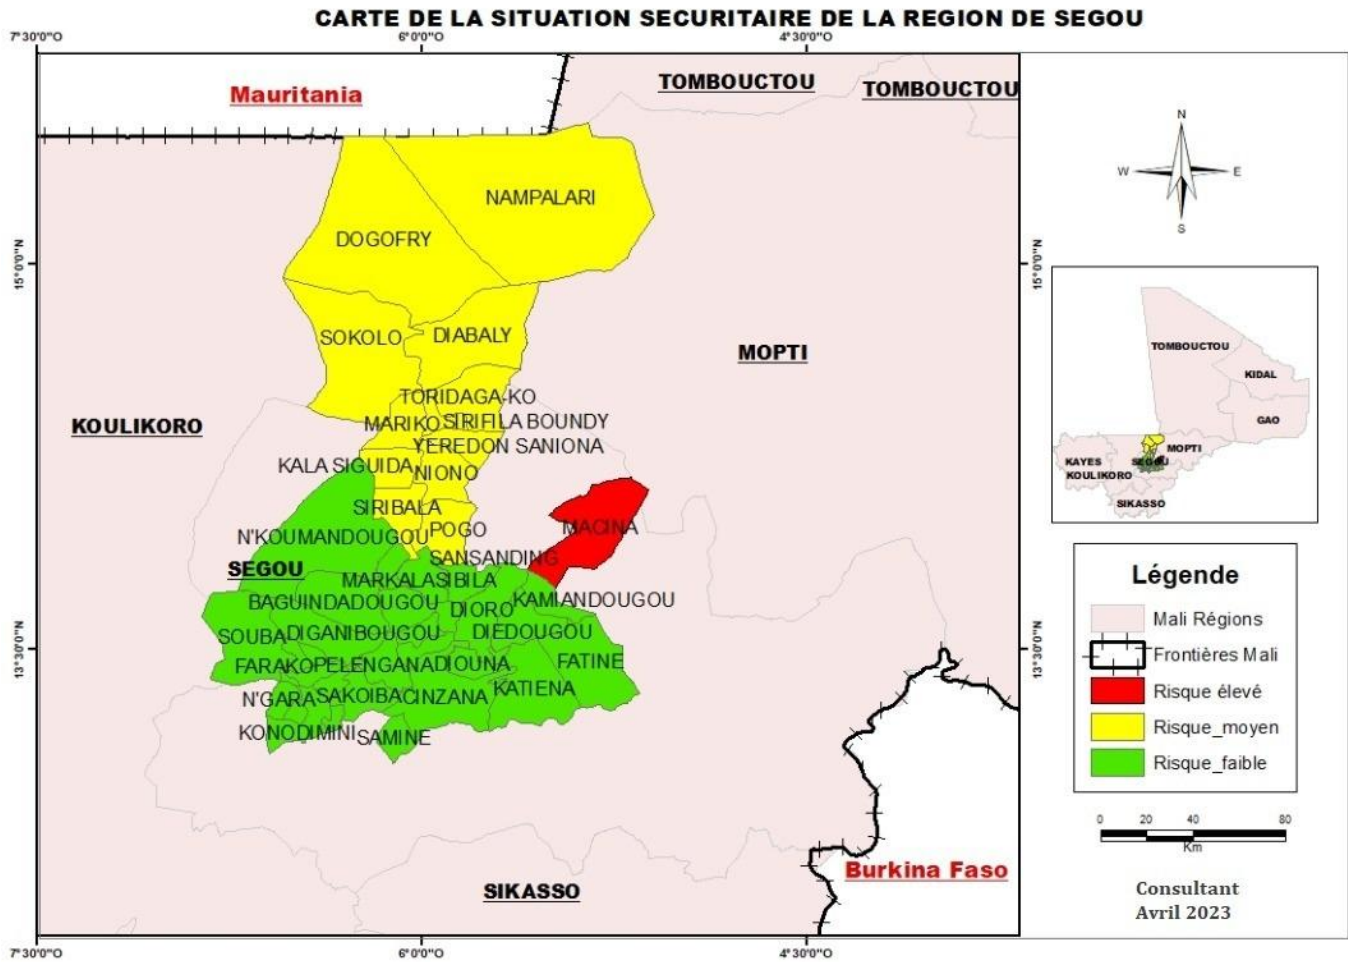 CARTE DE LA SITUATION SECURITAIRE DE LA REGION DE SEGOU
7°30'0"O
6°0'0"O
4°30'0"O
Mauritania
TOMBOUCTOU
TOMBOUCTOU
NAMPALARI
DOGOFRY
15°0'0"N
15°0'0"N
SOKOLO
DIABALY
MOPTI
TORIDAGA-KO
MARIKO
SIRIFILA BOUNDY
KOULIKORO
YEREDON SANIONA
KALA SIGUIDA
NIONO
SIRIBALA
MACINA
N'KOUMANDOUGOU
POGO
SANSANDING
SEGOU
MARKALA
SIBILA
BAGUINDADOUGOU
DIORO
KAMIANDOUGOU
SOUBA
DIGANIBOUGOU
DIEDOUGOU
13°30'0"N
13°30'0"N
FARAKO
PELENGANA
DIOUNA
FATINE
N'GARA
SAKOIBA
CINZANA
KATIENA
KONODIMINI
SAMINE
Burkina Faso
SIKASSO
7°30'0"O
6°0'0"O
4°30'0"O
N
W
E
S
TOMBOUCTOU
KIDAL
GAO
MOPTI
KAYES
SEGOU
KOULIKORO
SIKASSO
Légende
Mali Régions
Frontières Mali
Risque élevé
Risque_moyen
Risque_faible
0 20 40 80
Km
Consultant
Avril 2023